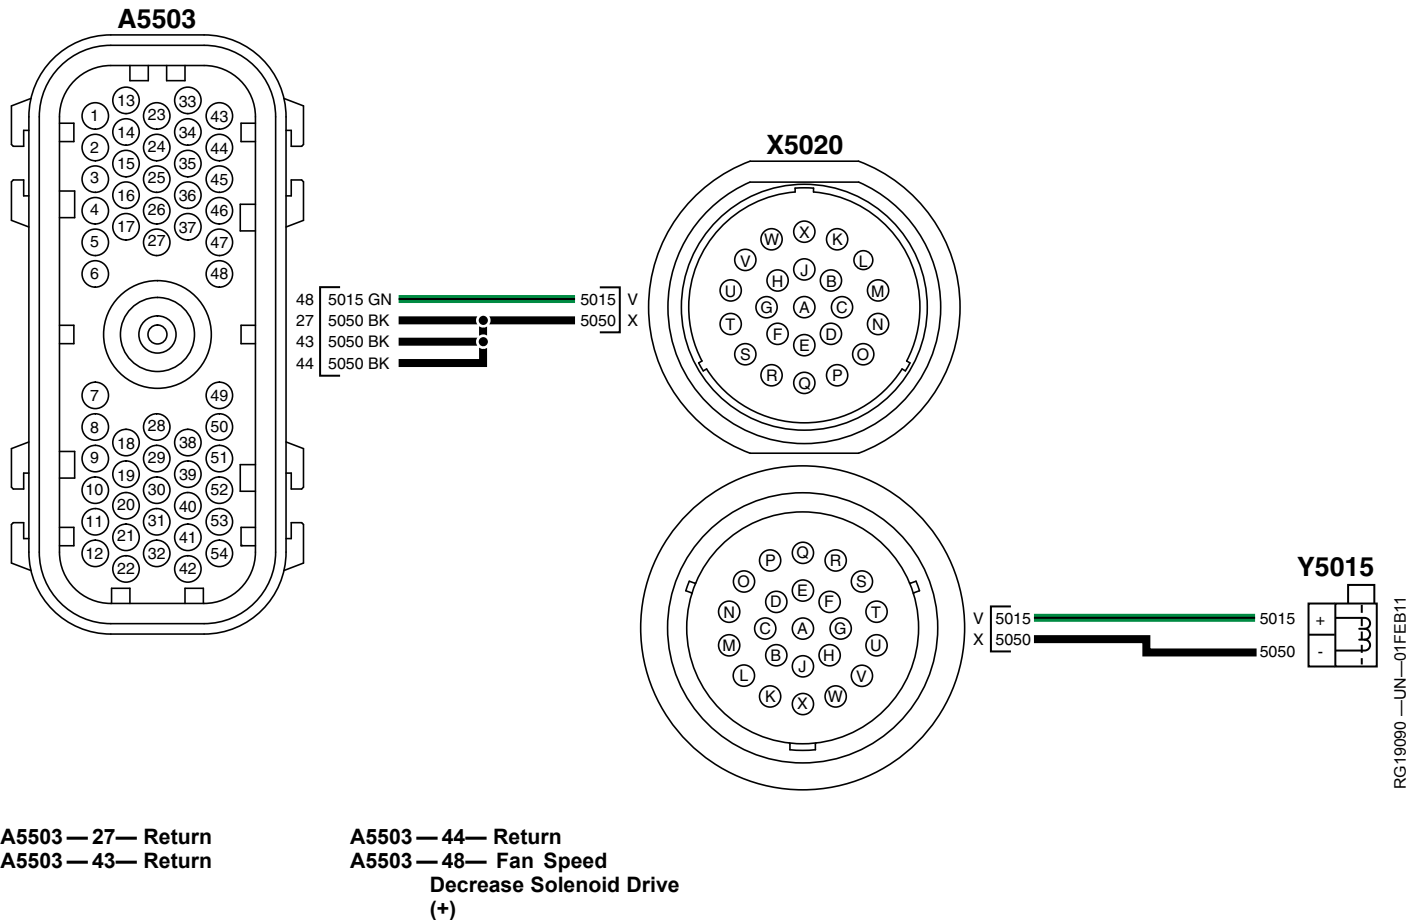 A5503
13 33
1 23 43
14 34
2 24 44
15 35
3 25 45
16 36
4 26 46
17 37
5 27 47
6 48
7 49
8 28 50
18 38
9 29 51
19 39
10 30 52
20 40
11 31 53
21 41
12 32 54
22 42
48 5015 GN 5015 V
27 5050 BK 5050 X
43 5050 BK
44 5050 BK
X5020
W X K
V L
J
H B
U M
G A C
T N
F D
E
S O
R P
Q
Q
P R
O S
E
D F
N T
C A G
M U
B H
J
L V
K W
X
V 5015 5015
X 5050 5050
Y5015
+
-
RG19090 —UN—01FEB11
A5503 — 27— Return
A5503 — 43— Return
A5503 — 44— Return
A5503 — 48— Fan Speed
Decrease Solenoid Drive
(+)